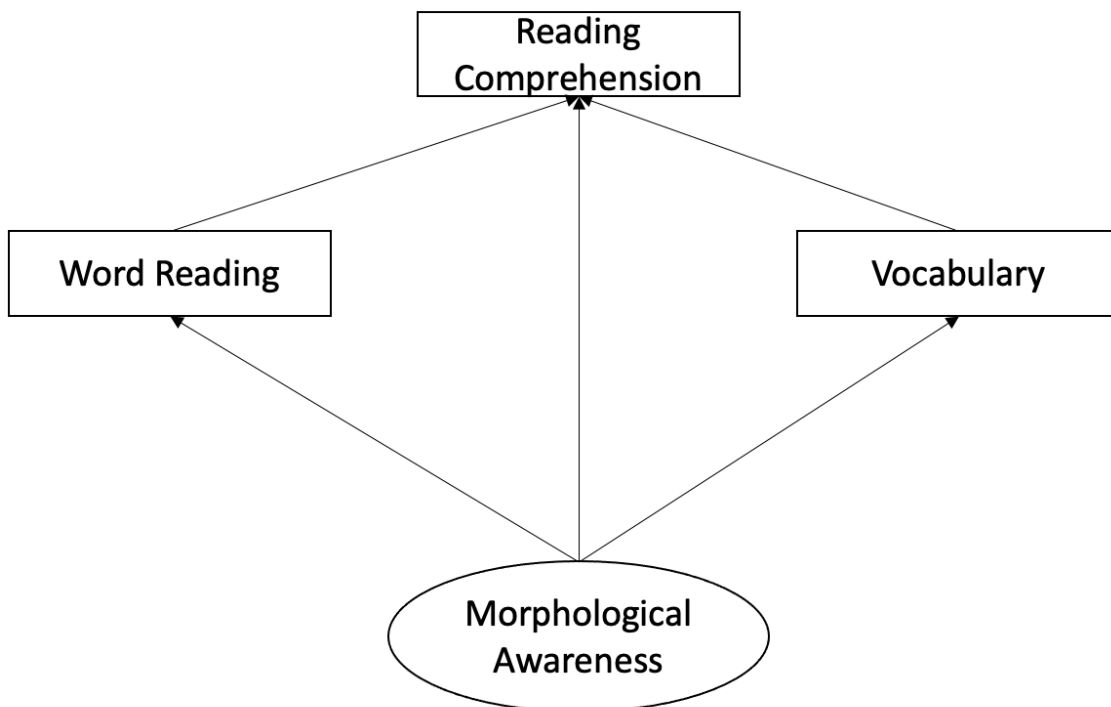 Reading
Comprehension
Word Reading
Vocabulary
Morphological
Awareness